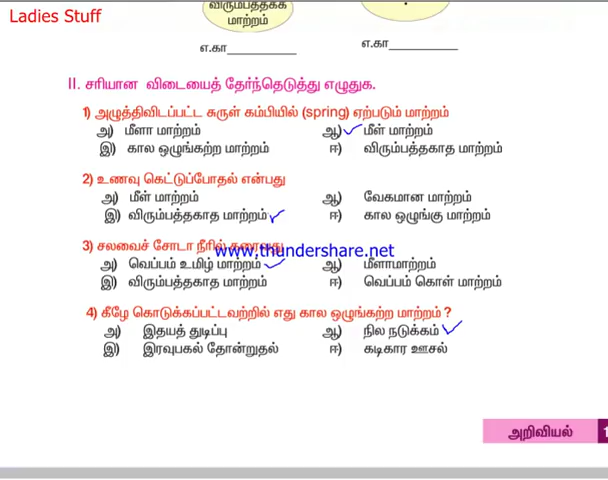 Ladies Stuff
விரும்பத்தக்க
மாற்றம்
எ.கா
எ.கா
II. சரியான விடையைத் தேர்ந்தெடுத்து எழுதுக.
1) அழுத்திவிடப்பட்ட சுருள் கம்பியில் (spring) ஏற்படும் மாற்றம்
அ) மீளா மாற்றம் ஆ) மீள் மாற்றம்
இ) கால ஒழுங்கற்ற மாற்றம் ஈ) விரும்பத்தகாத மாற்றம்
2) உணவு கெட்டுப்போதல் என்பது
அ) மீள் மாற்றம் ஆ) வேகமான மாற்றம்
இ) விரும்பத்தகாத மாற்றம் ஈ) கால ஒழுங்கு மாற்றம்
3) சலவைச் சோடா நீரில் கரைவது
www.thundershare.net
அ) வெப்பம் உமிழ் மாற்றம் ஆ) மீளாமாற்றம்
இ) விரும்பத்தகாத மாற்றம் ஈ) வெப்பம் கொள் மாற்றம்
4) கீழே கொடுக்கப்பட்டவற்றில் எது கால ஒழுங்கற்ற மாற்றம் ?
அ) இதயத் துடிப்பு ஆ) நில நடுக்கம்
இ) இரவுபகல் தோன்றுதல் ஈ) கடிகார ஊசல்
அறிவியல் 1